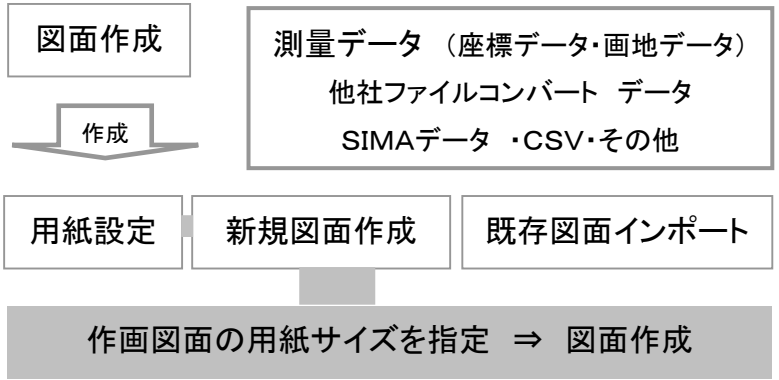 図面作成
測量データ （座標データ・画地データ）
他社ファイルコンバート データ
SIMAデータ ・CSV・その他
作成
用紙設定
新規図面作成
既存図面インポート
作画図面の用紙サイズを指定 ⇒ 図面作成